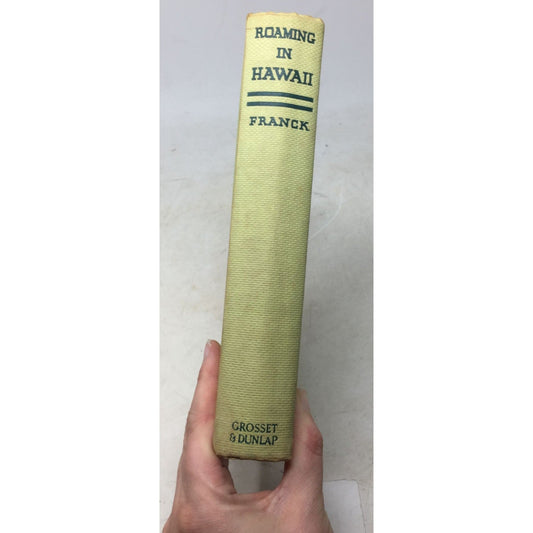 ROAMING
IN
HAWAII
FRANCK
GROSSET
& DUNLAP